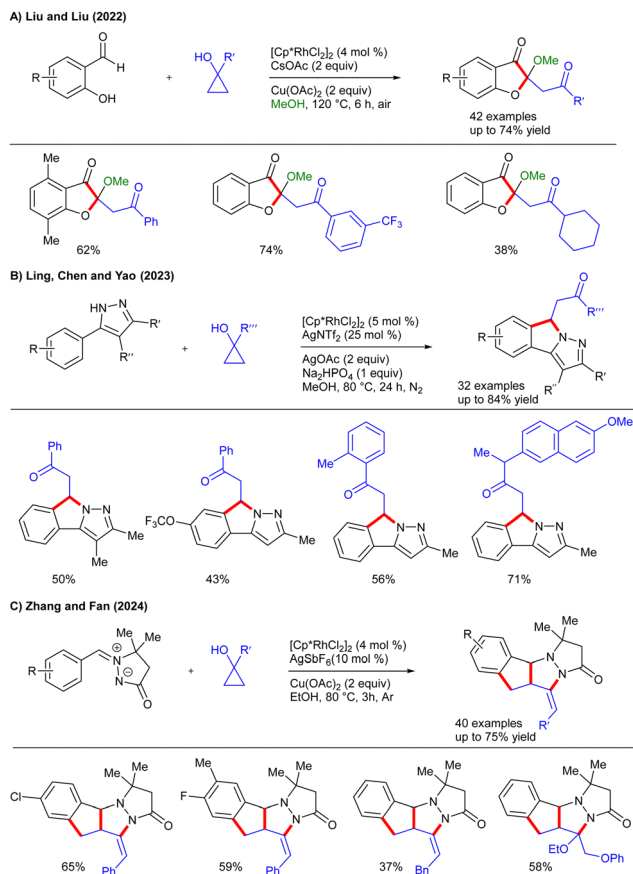 A) Liu and Liu (2022)
O
H
R
OH
+
HO R'
[Cp*RhCl2]2 (4 mol %)
CsOAc (2 equiv)
Cu(OAc)2 (2 equiv)
MeOH, 120 °C, 6 h, air
R
O
OMe
O
O
R'
42 examples
up to 74% yield
Me
O
OMe
O
O
Ph
Me
62%
O
OMe
O
O
CF3
74%
O
OMe
O
O
38%
B) Ling, Chen and Yao (2023)
HN N
R'
R
R''
+
HO R'''
[Cp*RhCl2]2 (5 mol %)
AgNTf2 (25 mol %)
AgOAc (2 equiv)
Na2HPO4 (1 equiv)
MeOH, 80 °C, 24 h, N2
O
R'''
R
N N
R'' R'
32 examples
up to 84% yield
Ph
O
N N
Me
Me
50%
Ph
O
F3CO
N N
Me
43%
Me
O
N N
Me
56%
OMe
Me
O
N N
Me
71%
C) Zhang and Fan (2024)
Me Me
N
⊕
N
⊖
R
O
+
HO R'
[Cp*RhCl2]2 (4 mol %)
AgSbF6(10 mol %)
Cu(OAc)2 (2 equiv)
EtOH, 80 °C, 3h, Ar
R
Me Me
N
N
O
R'
40 examples
up to 75% yield
Cl
Me Me
N
N
O
Ph
65%
Me
F
Me Me
N
N
O
Ph
59%
Me Me
N
N
O
Bn
37%
Me Me
N
N
O
EtO
OPh
58%